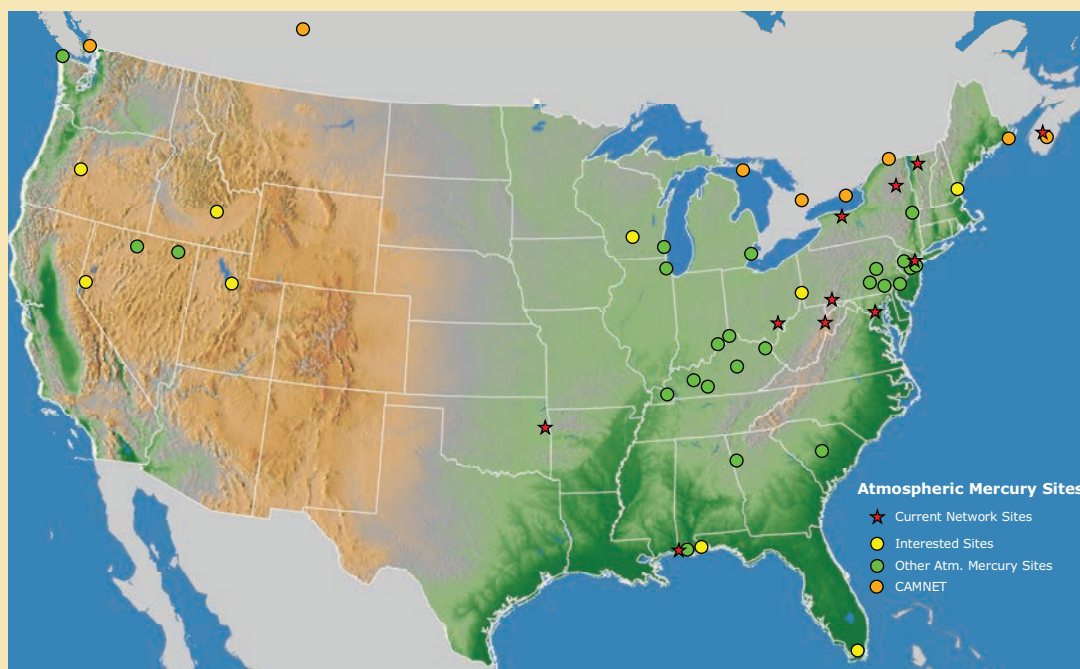 Atmospheric Mercury Sites
Current Network Sites
Interested Sites
Other Atm. Mercury Sites
CAMNET